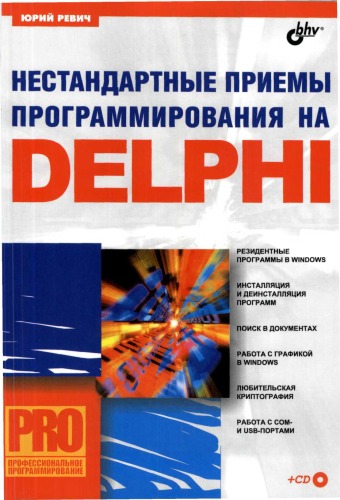 ЮРИЙ РЕВИЧ
bhv®
НЕСТАНДАРТНЫЕ ПРИЕМЫ
ПРОГРАММИРОВАНИЯ НА
DELPHI
РЕЗИДЕНТНЫЕ
ПРОГРАММЫ В WINDOWS
ИНСТАЛЛЯЦИЯ
И ДЕИНСТАЛЛЯЦИЯ
ПРОГРАММ
ПОИСК В ДОКУМЕНТАХ
РАБОТА С ГРАФИКОЙ
В WINDOWS
ЛЮБИТЕЛЬСКАЯ
КРИПТОГРАФИЯ
РАБОТА С COM-
И USB-ПОРТАМИ
PRO
ПРОФЕССИОНАЛЬНОЕ
ПРОГРАММИРОВАНИЕ
+CD